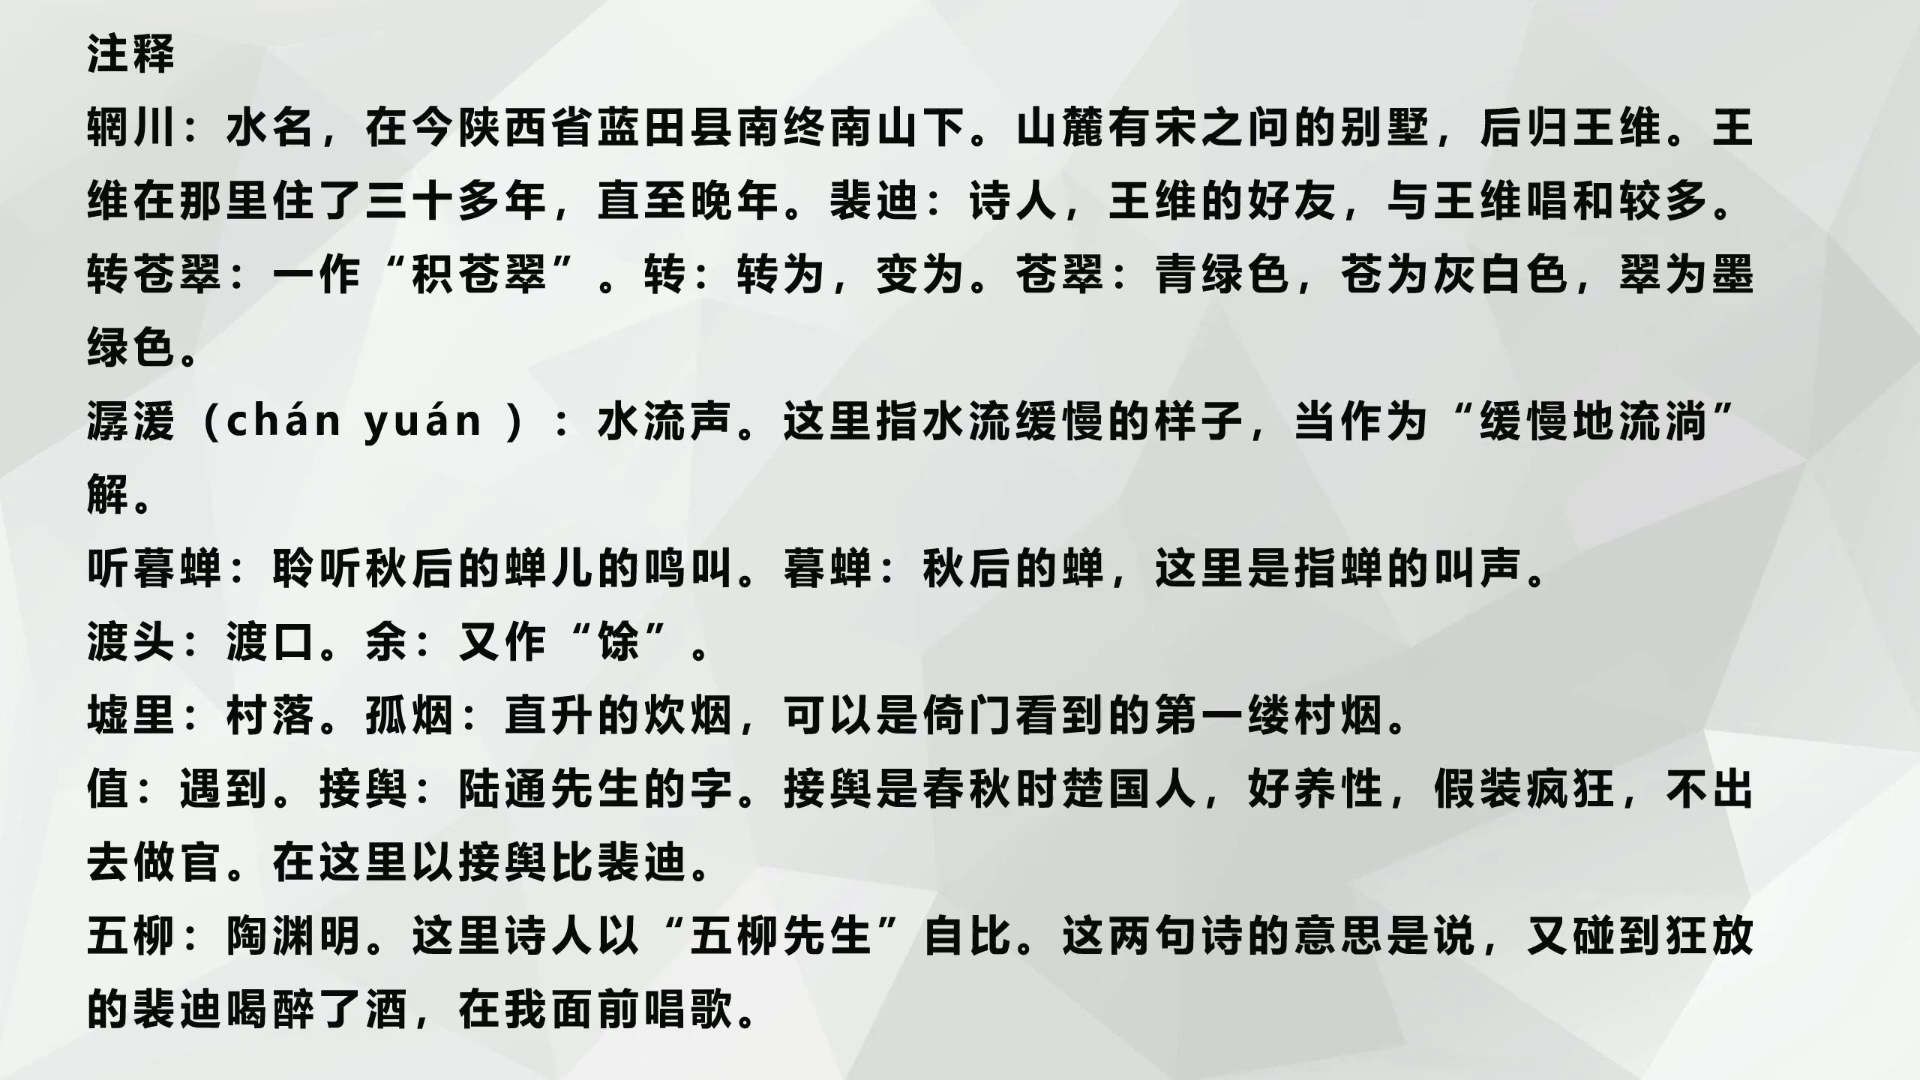 注释
辋川：水名，在今陕西省蓝田县南终南山下。山麓有宋之问的别墅，后归王维。王
维在那里住了三十多年，直至晚年。裴迪：诗人，王维的好友，与王维唱和较多。
转苍翠：一作“积苍翠”。转：转为，变为。苍翠：青绿色，苍为灰白色，翠为墨
绿色。
潺湲（chán yuán ）：水流声。这里指水流缓慢的样子，当作为“缓慢地流淌”
解。
听暮蝉：聆听秋后的蝉儿的鸣叫。暮蝉：秋后的蝉，这里是指蝉的叫声。
渡头：渡口。余：又作“馀”。
墟里：村落。孤烟：直升的炊烟，可以是倚门看到的第一缕村烟。
值：遇到。接舆：陆通先生的字。接舆是春秋时楚国人，好养性，假装疯狂，不出
去做官。在这里以接舆比裴迪。
五柳：陶渊明。这里诗人以“五柳先生”自比。这两句诗的意思是说，又碰到狂放
的裴迪喝醉了酒，在我面前唱歌。